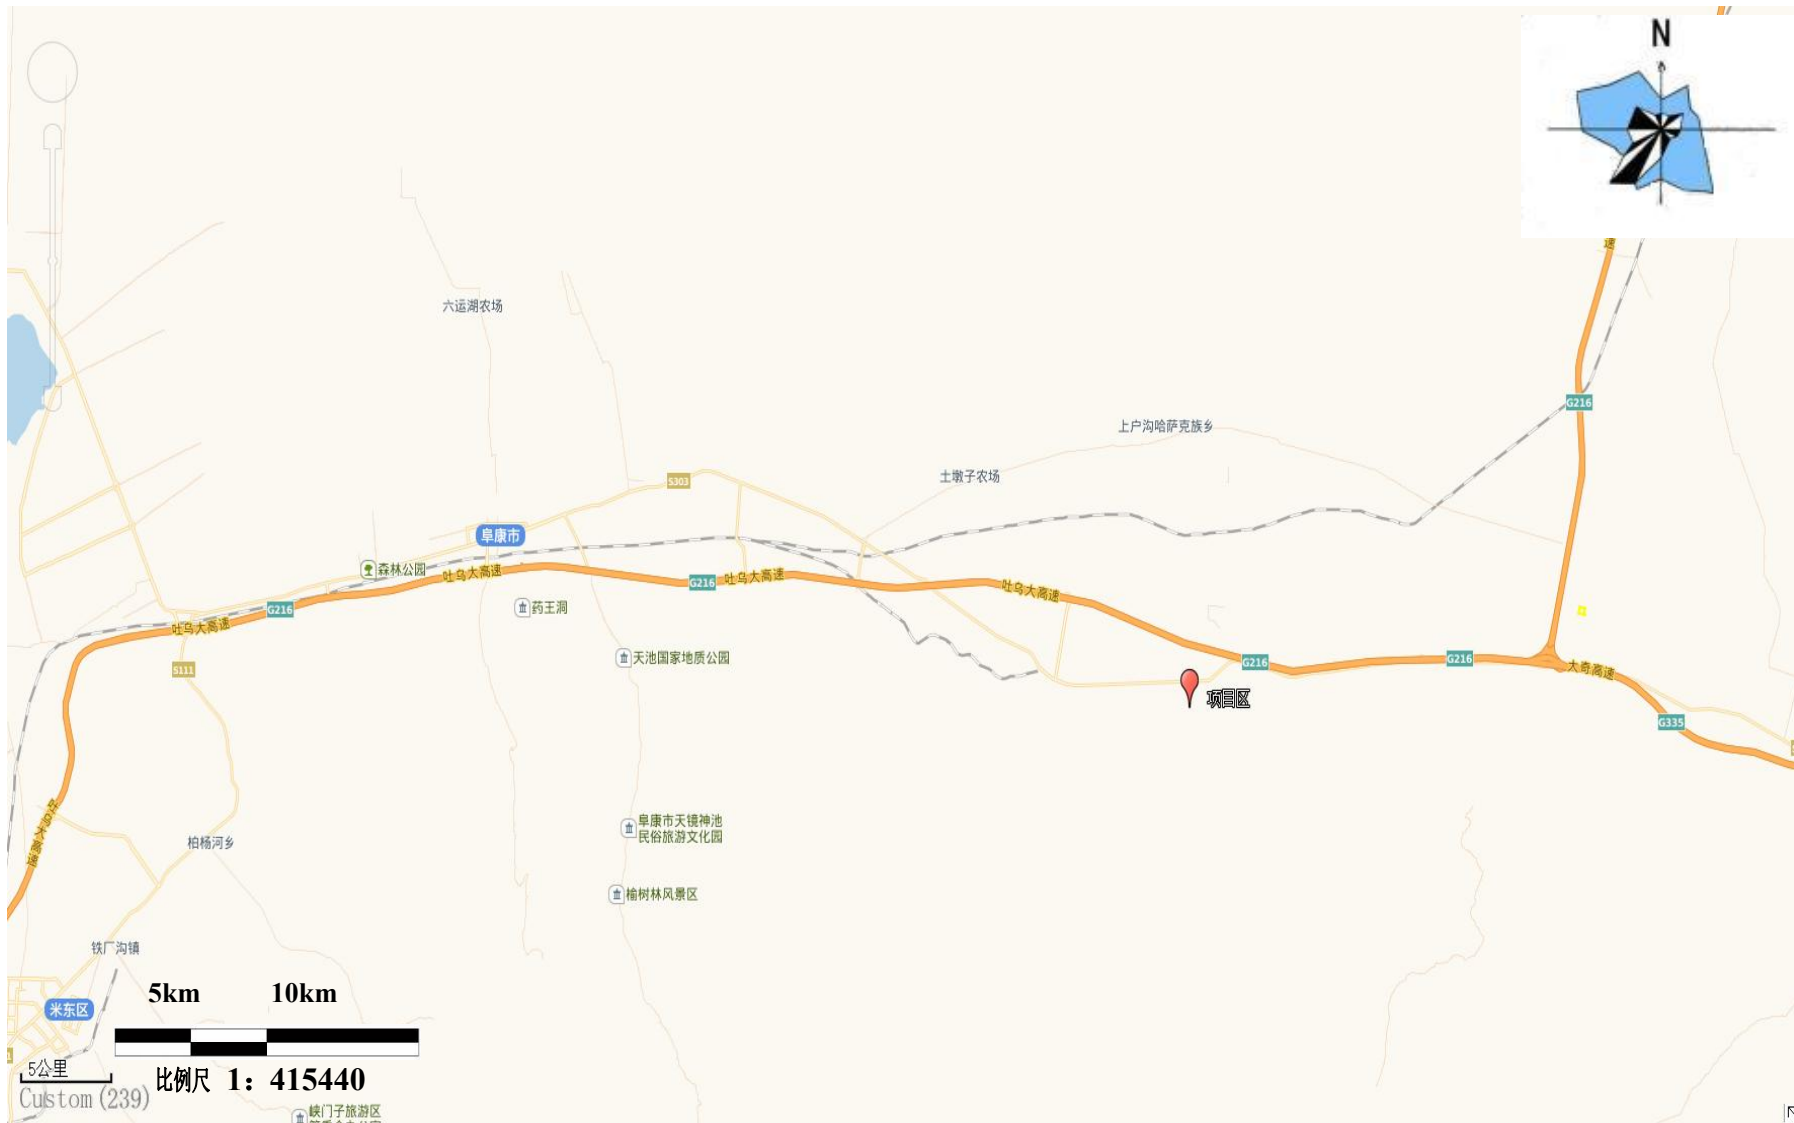 N
速
六运湖农场
G216
上户沟哈萨克族乡
土墩子农场
S303
阜康市
森林公园
吐乌大高速
G216
吐乌大高速
吐乌大高速
药王洞
G216
吐乌大高速
天池国家地质公园
S111
G216
G216
大奇高速
项目区
G335
吐乌大高速
阜康市天镜神池
民俗旅游文化园
柏杨河乡
榆树林风景区
铁厂沟镇
5km
10km
米东区
5公里
比例尺 1：415440
Custom (239)
峡门子旅游区